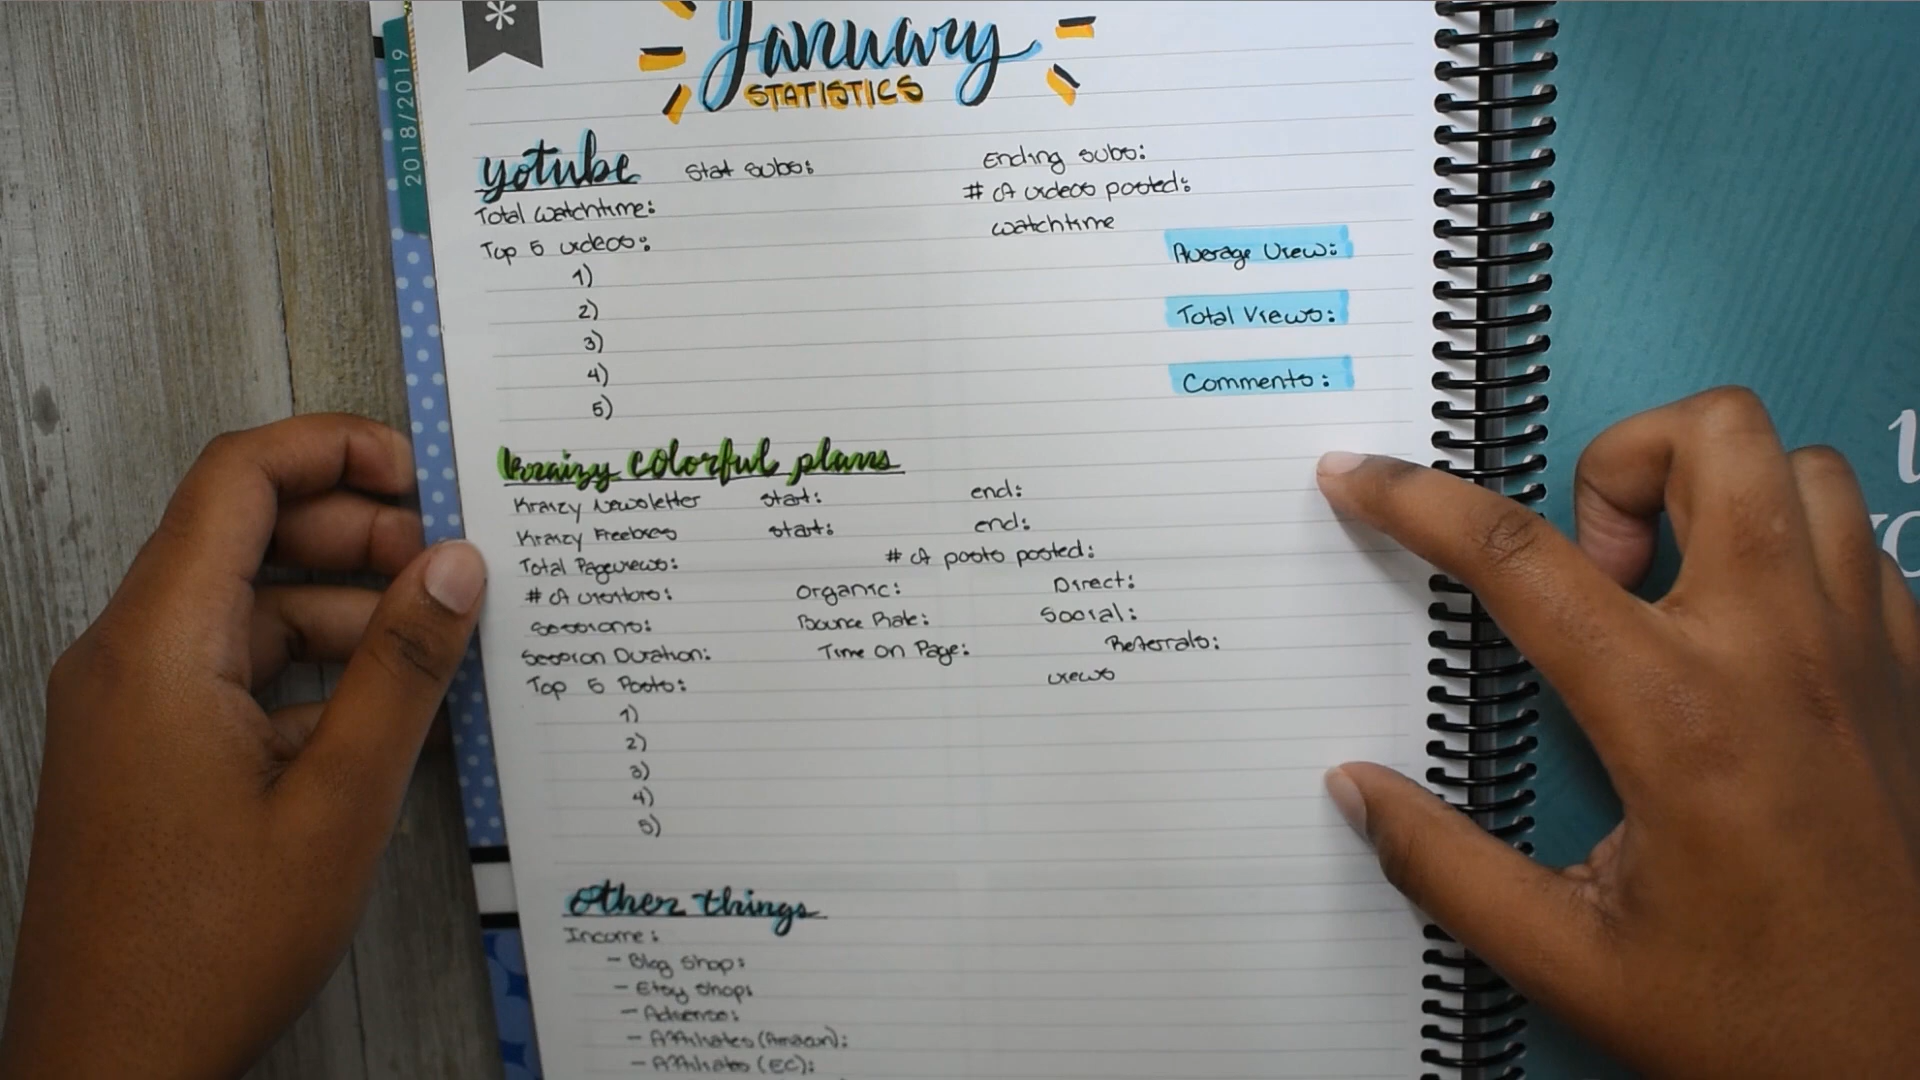 2018/2019
*
January
STATISTICS
yotube Start subs: Ending subs:
Total watchtime: # of videos posted:
Top 5 videos: watchtime
Average View:
1)
2)
Total Views:
3)
4)
Comments:
5)
kraizy colorful plans
Kraizy Newsletter start: end:
Kraizy Freebies start: end:
Total Pageviews: # of posts posted:
# of visitors: Organic: Direct:
Sessions: Bounce Rate: Social:
Session Duration: Time On Page: Referrals:
Top 5 Posts: views
1)
2)
3)
4)
5)
other things
Income:
- Blog Shop:
- Etsy Shop:
- Adsense:
- Affiliates (Amazon):
- Affiliates (EC):